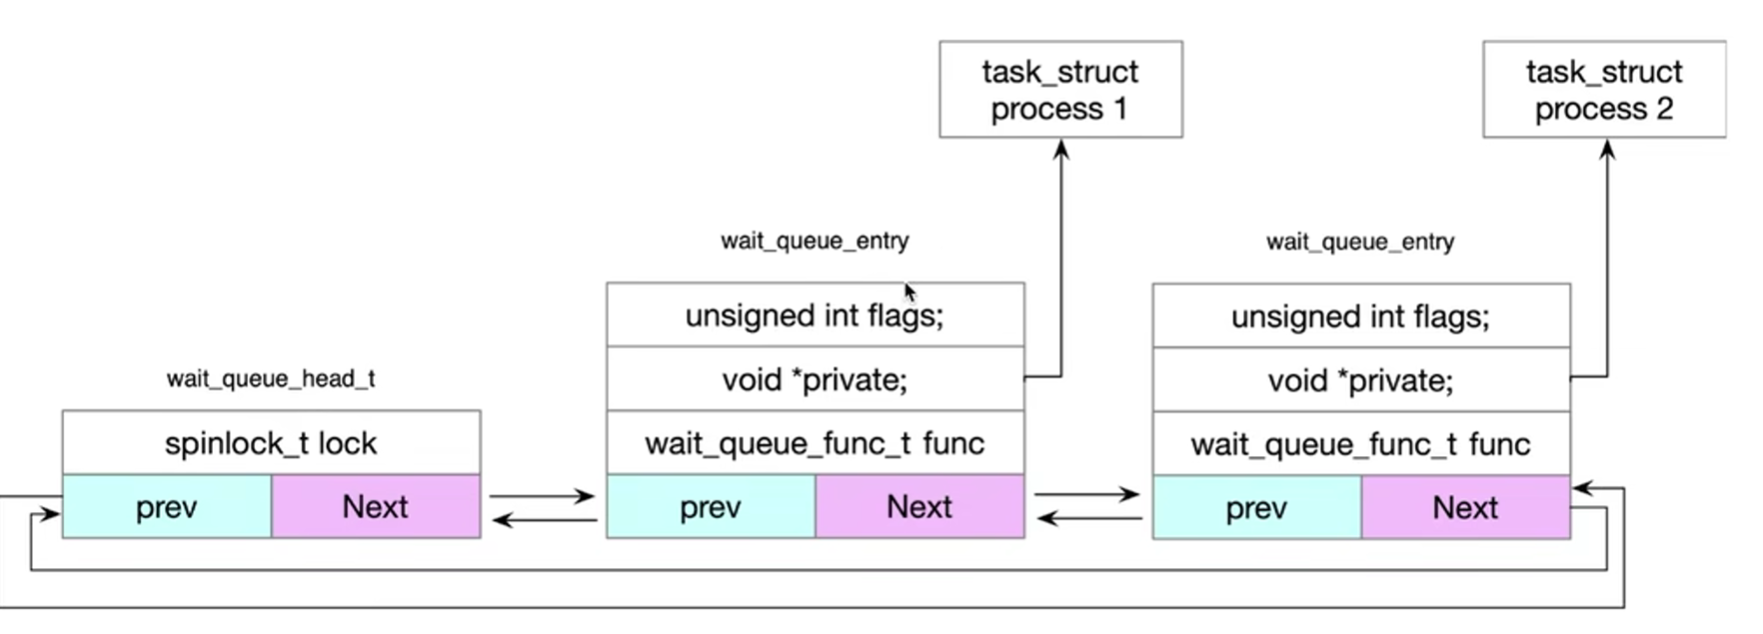 task_struct
process 1
task_struct
process 2
wait_queue_entry
wait_queue_entry
unsigned int flags;
unsigned int flags;
wait_queue_head_t
void *private;
void *private;
spinlock_t lock
wait_queue_func_t func
wait_queue_func_t func
prev
Next
prev
Next
prev
Next